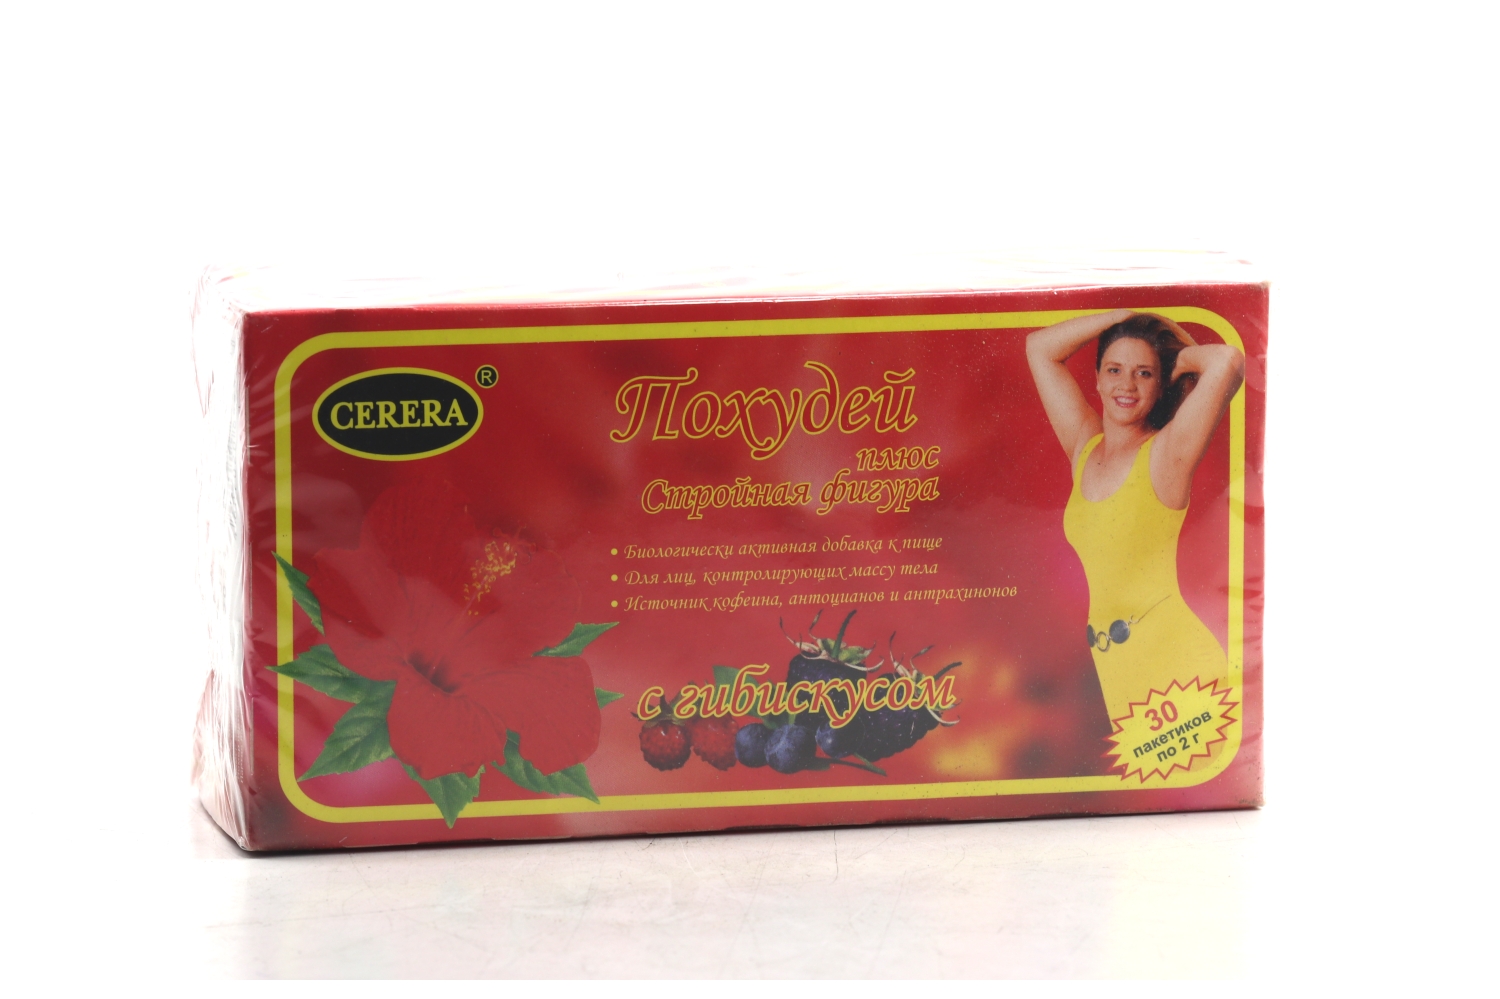 CERERA ®
Похудей
плюс
Стройная фигура
• Биологически активная добавка к пище
• Для лиц, контролирующих массу тела
• Источник кофеина, антоцианов и антрахинонов
с гибискусом
30
пакетиков
по 2 г